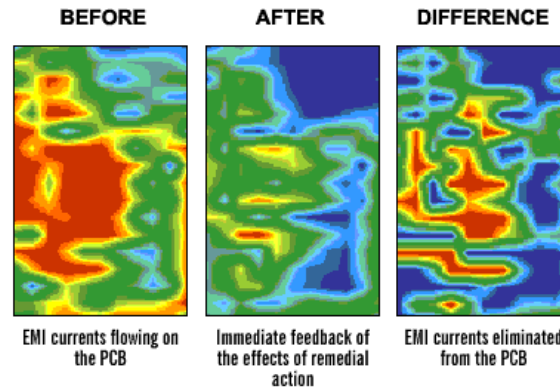 BEFORE
AFTER
DIFFERENCE
EMI currents flowing on
the PCB
Immediate feedback of
the effects of remedial
action
EMI currents eliminated
from the PCB